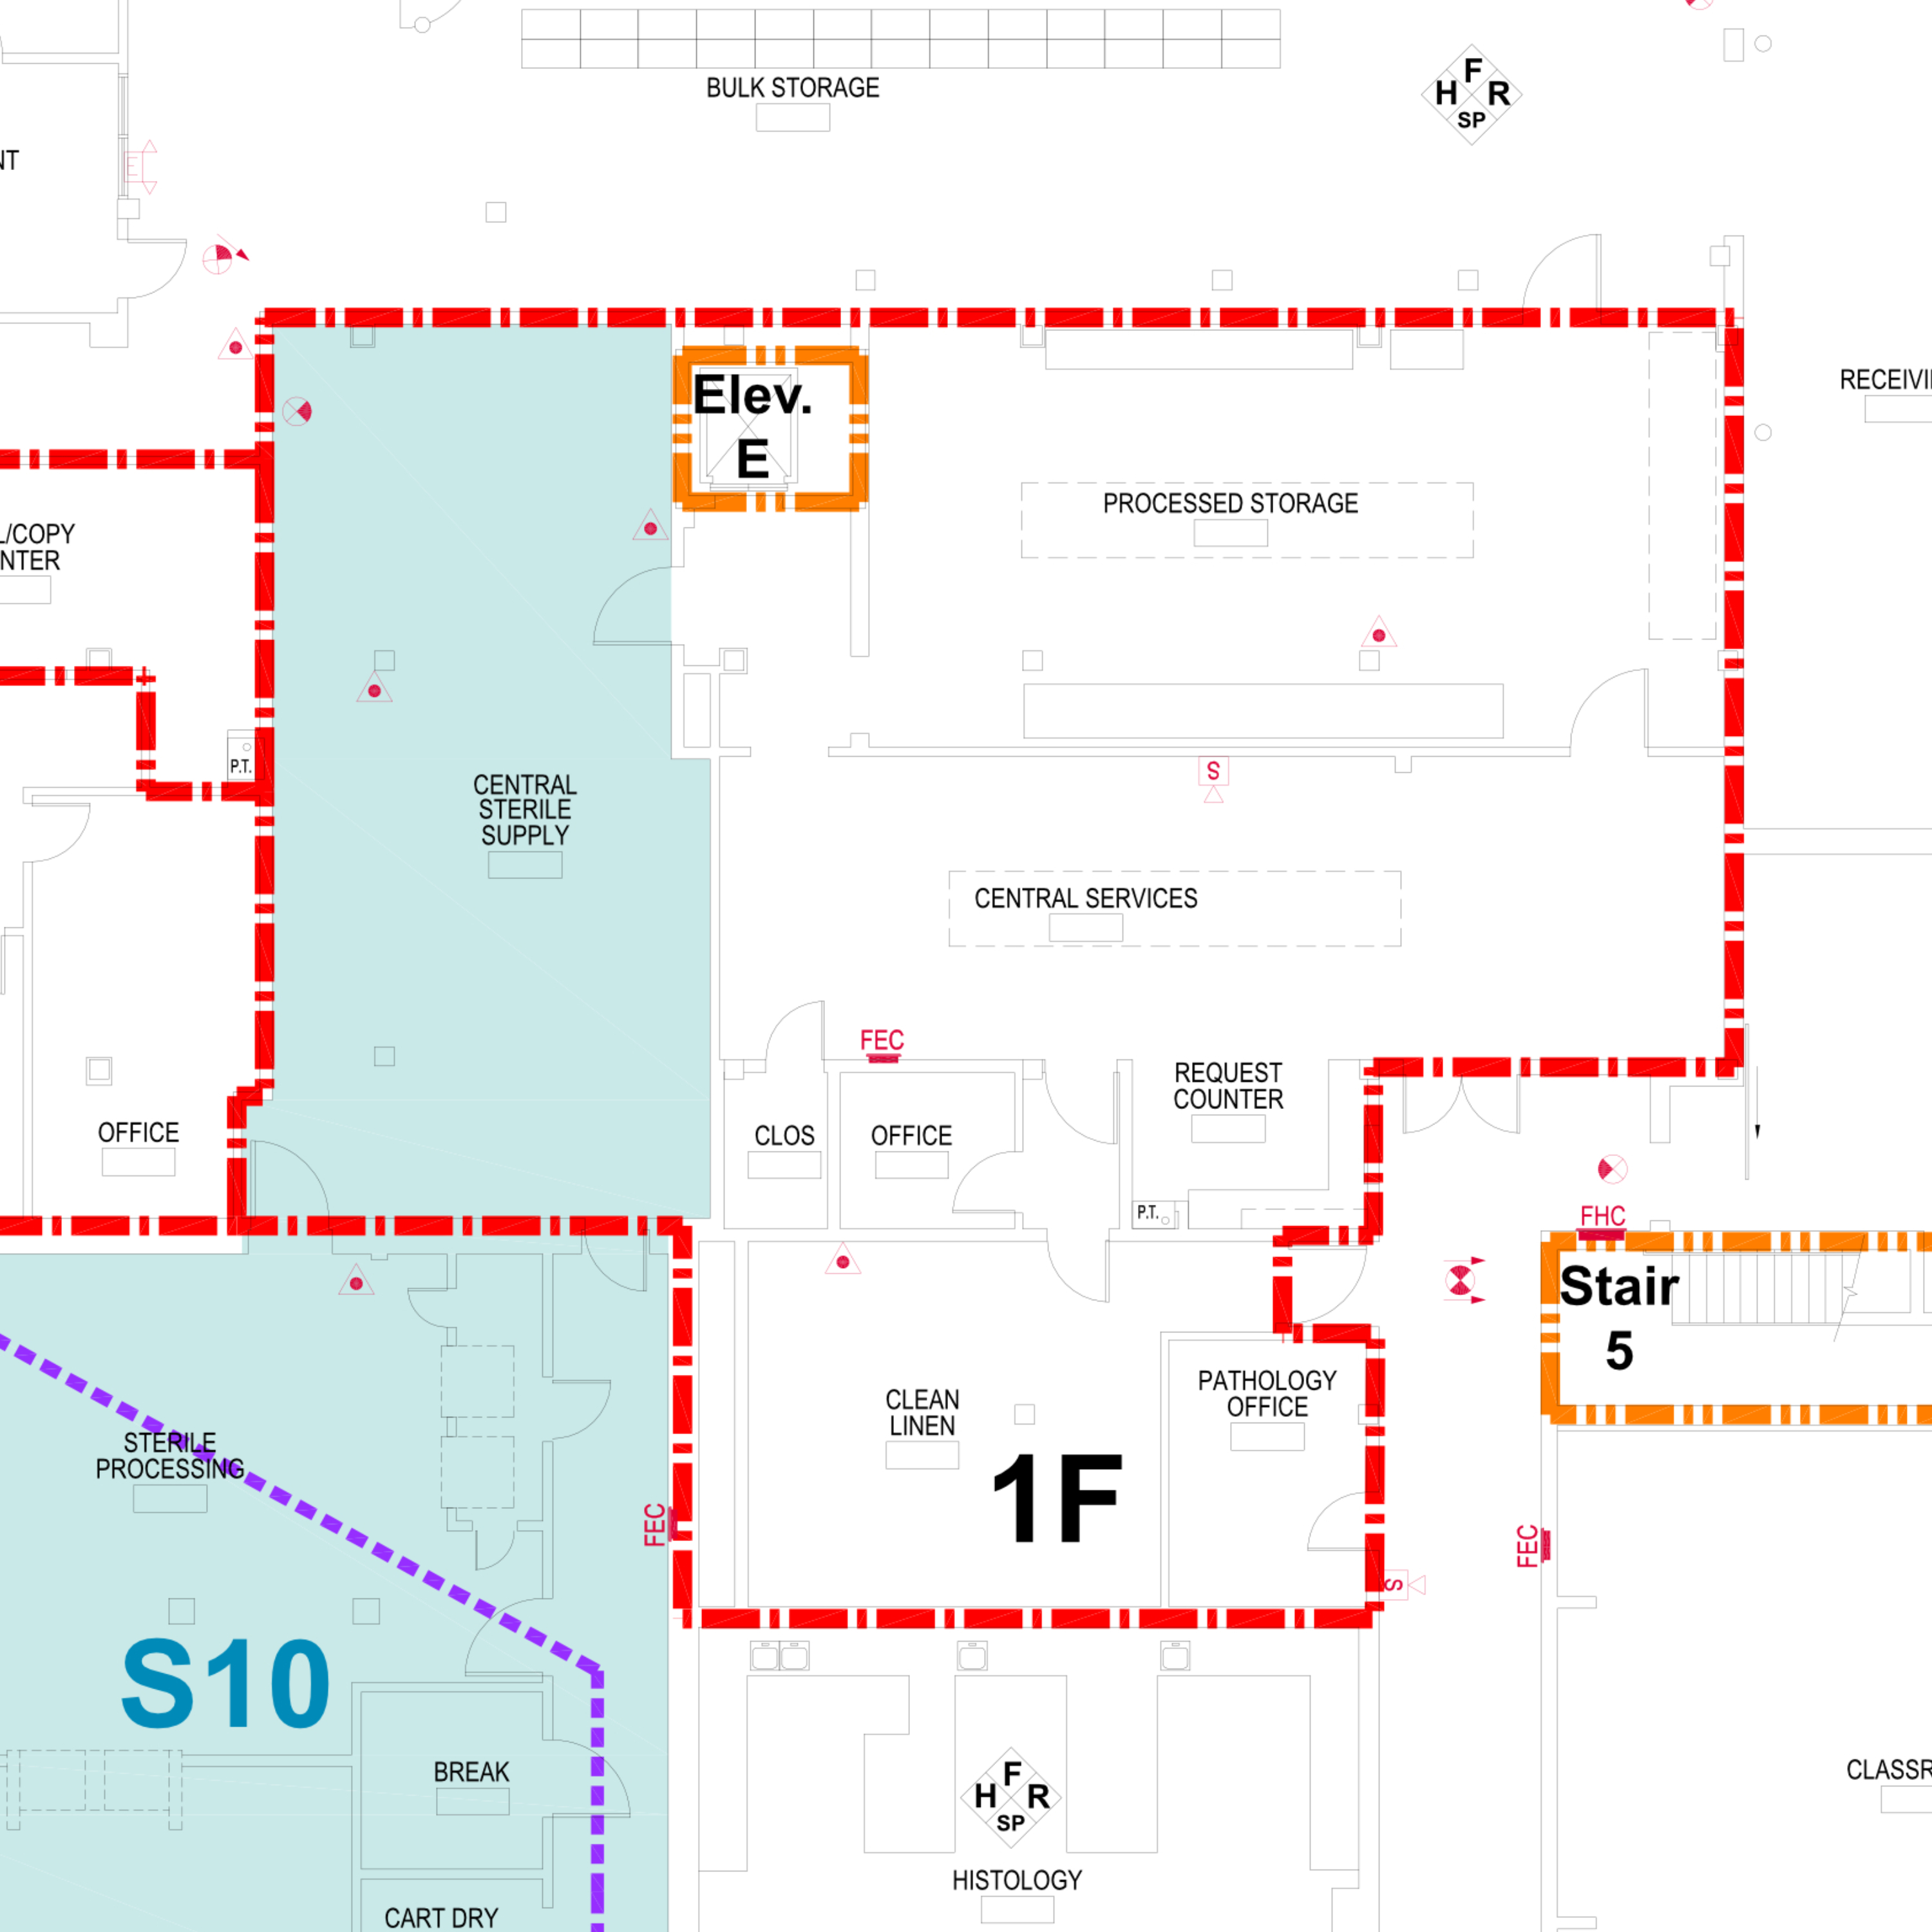 BULK STORAGE
F
H R
SP
NT
E
Elev.
E
RECEIVI
PROCESSED STORAGE
L/COPY
NTER
P.T.
S
CENTRAL
STERILE
SUPPLY
CENTRAL SERVICES
FEC
REQUEST
COUNTER
OFFICE
CLOS
OFFICE
P.T.
FHC
Stair
5
CLEAN
LINEN
PATHOLOGY
OFFICE
STERILE
PROCESSING
1F
FEC
FEC
S
S10
BREAK
F
H R
SP
CLASSR
HISTOLOGY
CART DRY